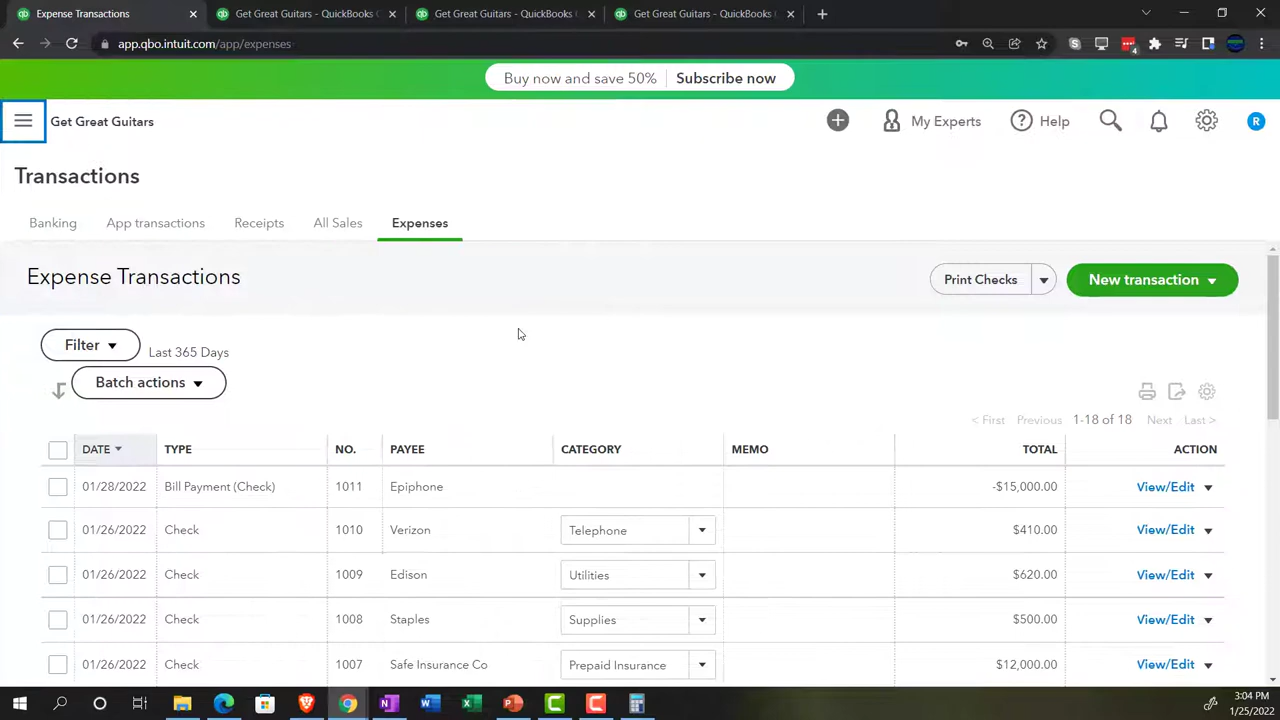 Expense Transactions
Get Great Guitars - QuickBooks
Get Great Guitars - QuickBooks
Get Great Guitars - QuickBooks
app.qbo.intuit.com/app/expenses
4
Buy now and save 50% Subscribe now
Get Great Guitars My Experts Help R
Transactions
Banking App transactions Receipts All Sales Expenses
Expense Transactions Print Checks New transaction
Filter Last 365 Days
Batch actions
< First Previous 1-18 of 18 Next Last >
DATE TYPE NO. PAYEE CATEGORY MEMO TOTAL ACTION
01/28/2022 Bill Payment (Check) 1011 Epiphone -$15,000.00 View/Edit
01/26/2022 Check 1010 Verizon Telephone $410.00 View/Edit
01/26/2022 Check 1009 Edison Utilities $620.00 View/Edit
01/26/2022 Check 1008 Staples Supplies $500.00 View/Edit
01/26/2022 Check 1007 Safe Insurance Co Prepaid Insurance $12,000.00 View/Edit
3:04 PM
1/25/2022